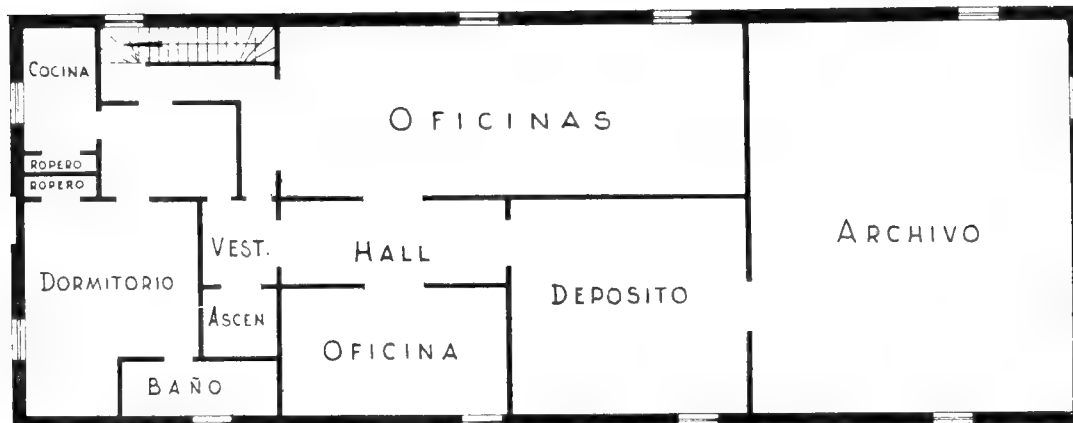 COCINA
OFICINAS
ROPERO
ROPERO
VEST.
HALL
ARCHIVO
DORMITORIO
DEPOSITO
ASCEN
OFICINA
BAÑO